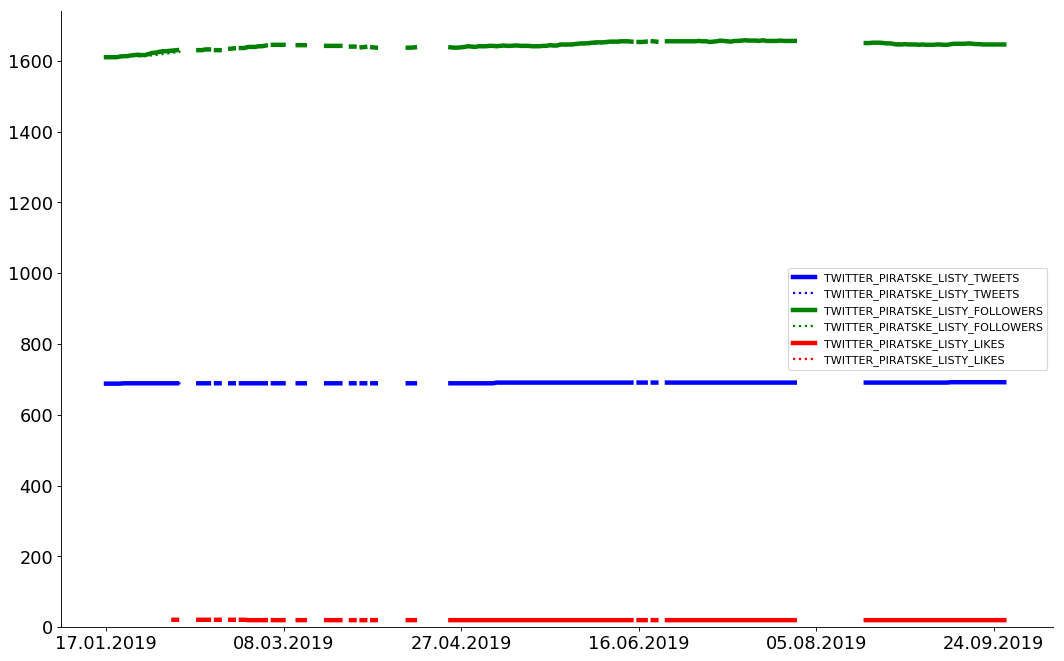 1600
1400
1200
1000
800
600
400
200
0
TWITTER_PIRATSKE_LISTY_TWEETS
TWITTER_PIRATSKE_LISTY_TWEETS
TWITTER_PIRATSKE_LISTY_FOLLOWERS
TWITTER_PIRATSKE_LISTY_FOLLOWERS
TWITTER_PIRATSKE_LISTY_LIKES
TWITTER_PIRATSKE_LISTY_LIKES
17.01.2019 08.03.2019 27.04.2019 16.06.2019 05.08.2019 24.09.2019